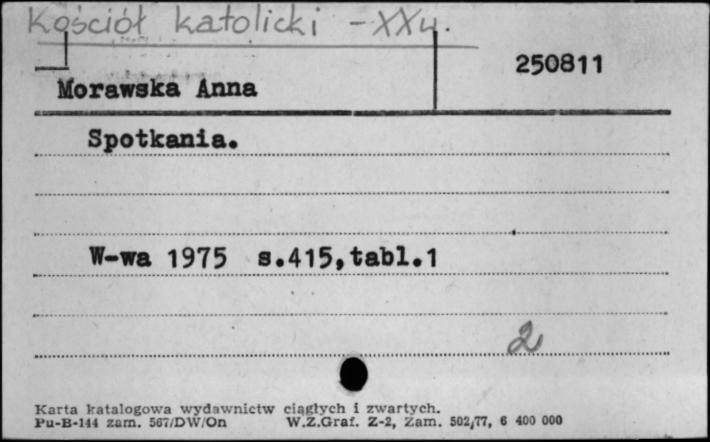 Kościół katolicki - XX w.
250811
Morawska Anna
Spotkania.
W-wa 1975 s.415,tabl.1
2
Karta katalogowa wydawnictw ciągłych i zwartych.
Pu-B-144 zam. 567/DW/On W.Z.Graf. Z-2, Zam. 502/77, 6 400 000